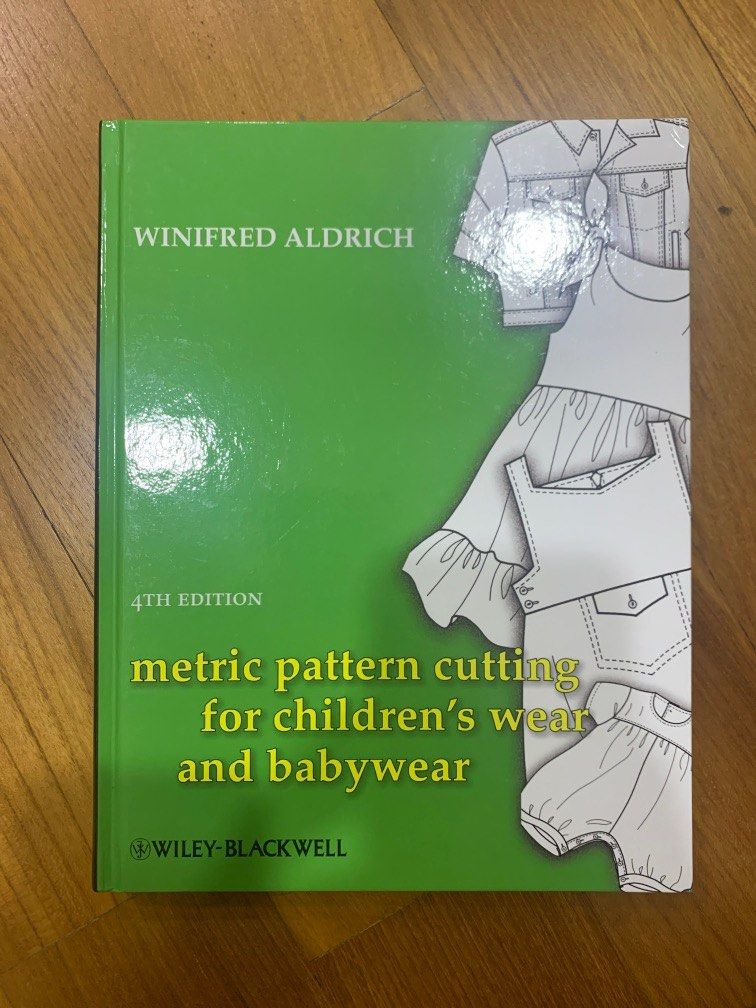 WINIFRED ALDRICH
4TH EDITION
metric pattern cutting
for children's wear
and babywear
WILEY-BLACKWELL